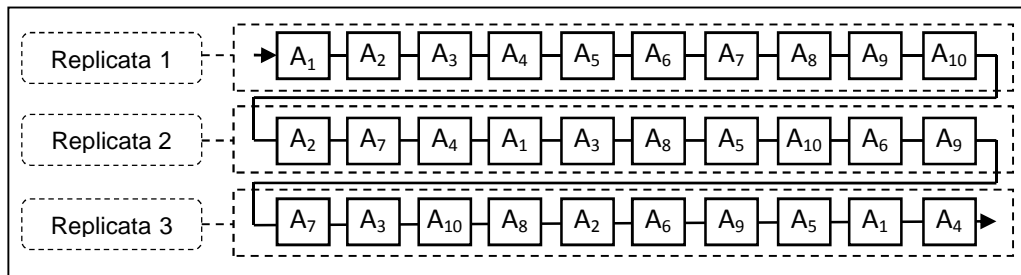 Replicata 1 A1 A2 A3 A4 A5 A6 A7 A8 A9 A10
Replicata 2 A2 A7 A4 A1 A3 A8 A5 A10 A6 A9
Replicata 3 A7 A3 A10 A8 A2 A6 A9 A5 A1 A4